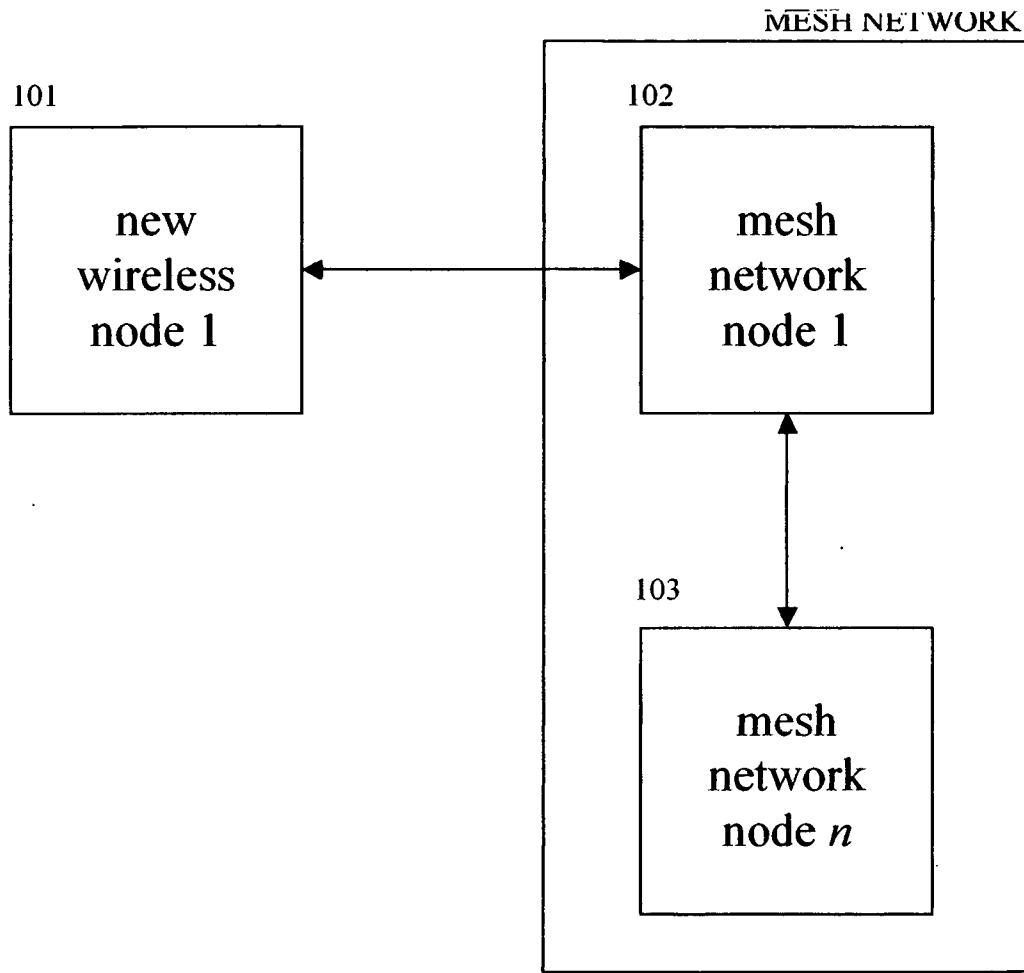 MESH NETWORK
101
new
wireless
node 1
102
mesh
network
node 1
103
mesh
network
node n